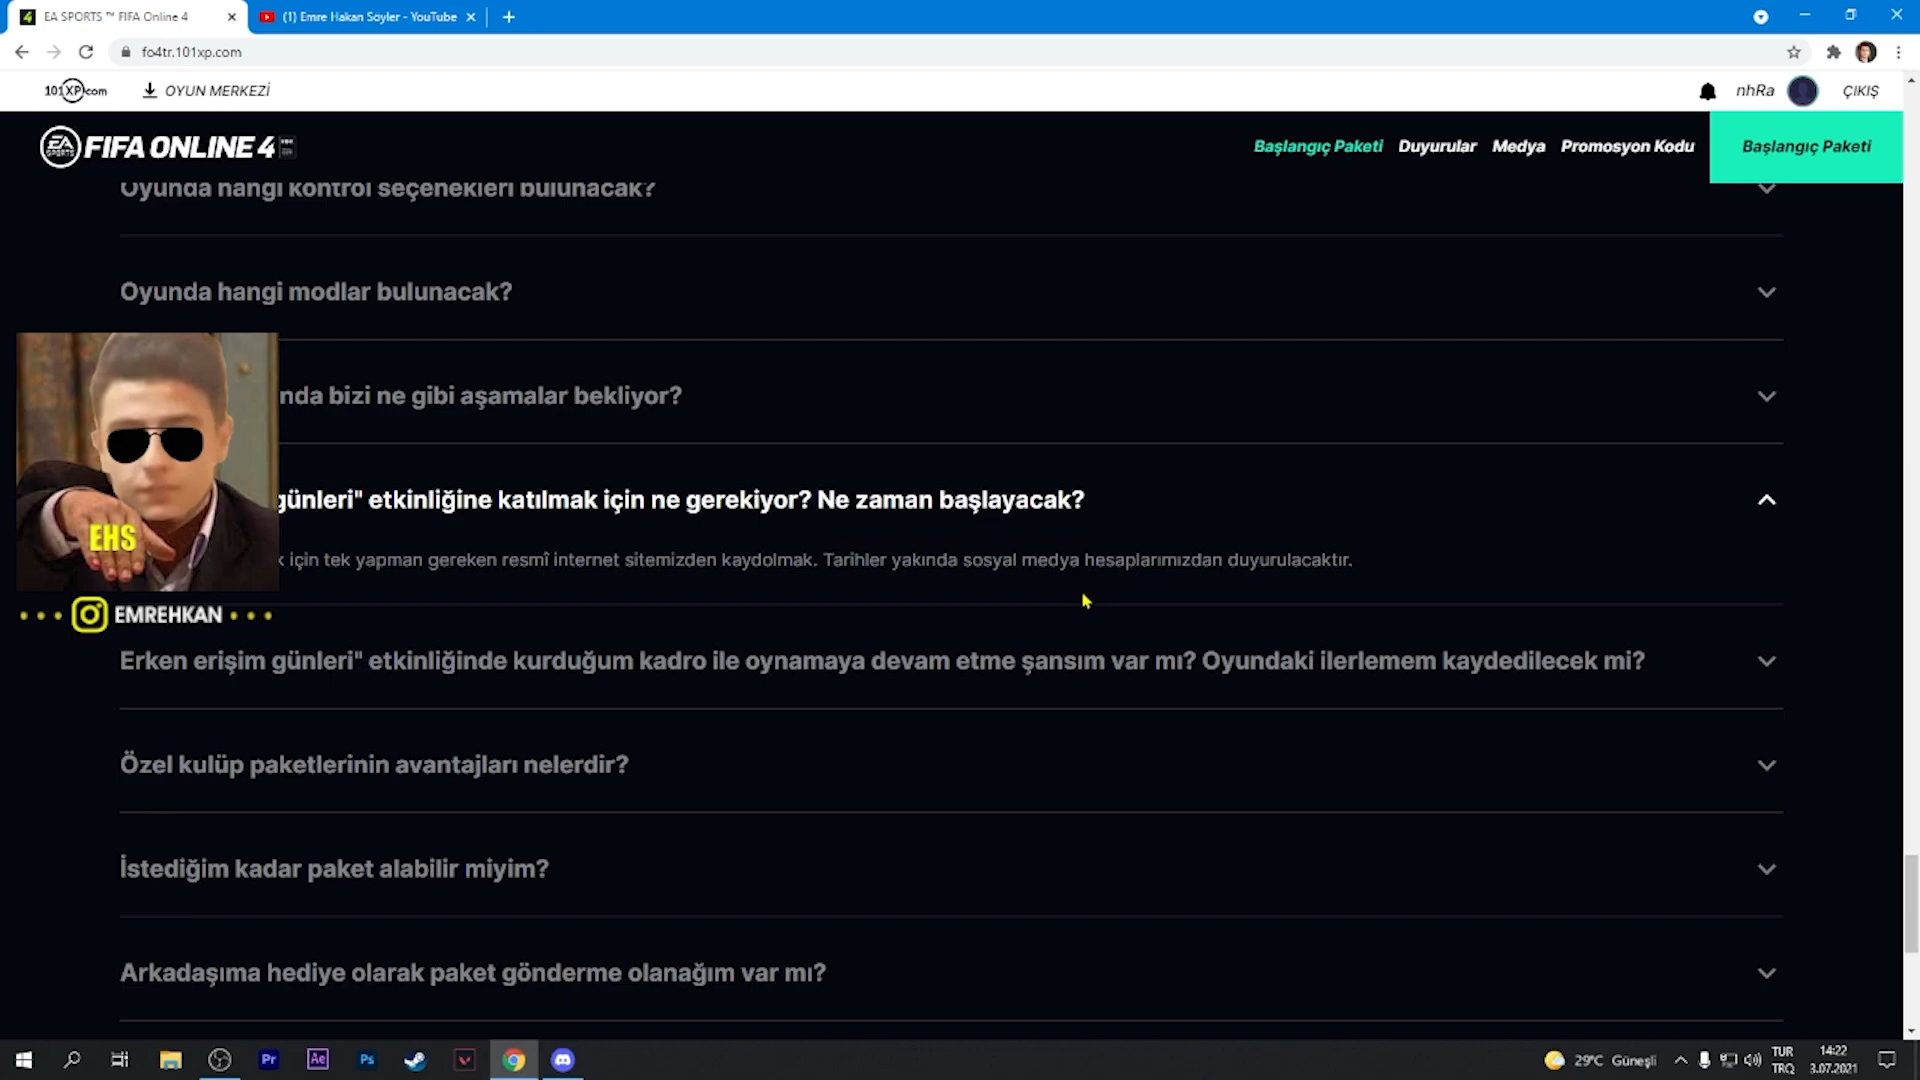 EA SPORTS ™ FIFA Online 4
(1) Emre Hakan Söyler - YouTube
fo4tr.101xp.com
101XP.com
OYUN MERKEZİ
nhRa
ÇIKIŞ
EA SPORTS FIFA ONLINE 4
Başlangıç Paketi
Duyurular
Medya
Promosyon Kodu
Başlangıç Paketi
Oyunda hangi kontrol seçenekleri bulunacak?
Oyunda hangi modlar bulunacak?
nda bizi ne gibi aşamalar bekliyor?
günleri" etkinliğine katılmak için ne gerekiyor? Ne zaman başlayacak?
için tek yapman gereken resmî internet sitemizden kaydolmak. Tarihler yakında sosyal medya hesaplarımızdan duyurulacaktır.
EHS
EMREHKAN
Erken erişim günleri" etkinliğinde kurduğum kadro ile oynamaya devam etme şansım var mı? Oyundaki ilerlemem kaydedilecek mi?
Özel kulüp paketlerinin avantajları nelerdir?
İstediğim kadar paket alabilir miyim?
Arkadaşıma hediye olarak paket gönderme olanağım var mı?
Pr
Ae
Ps
29°C Güneşli
TUR
TRQ
14:22
3.07.2021